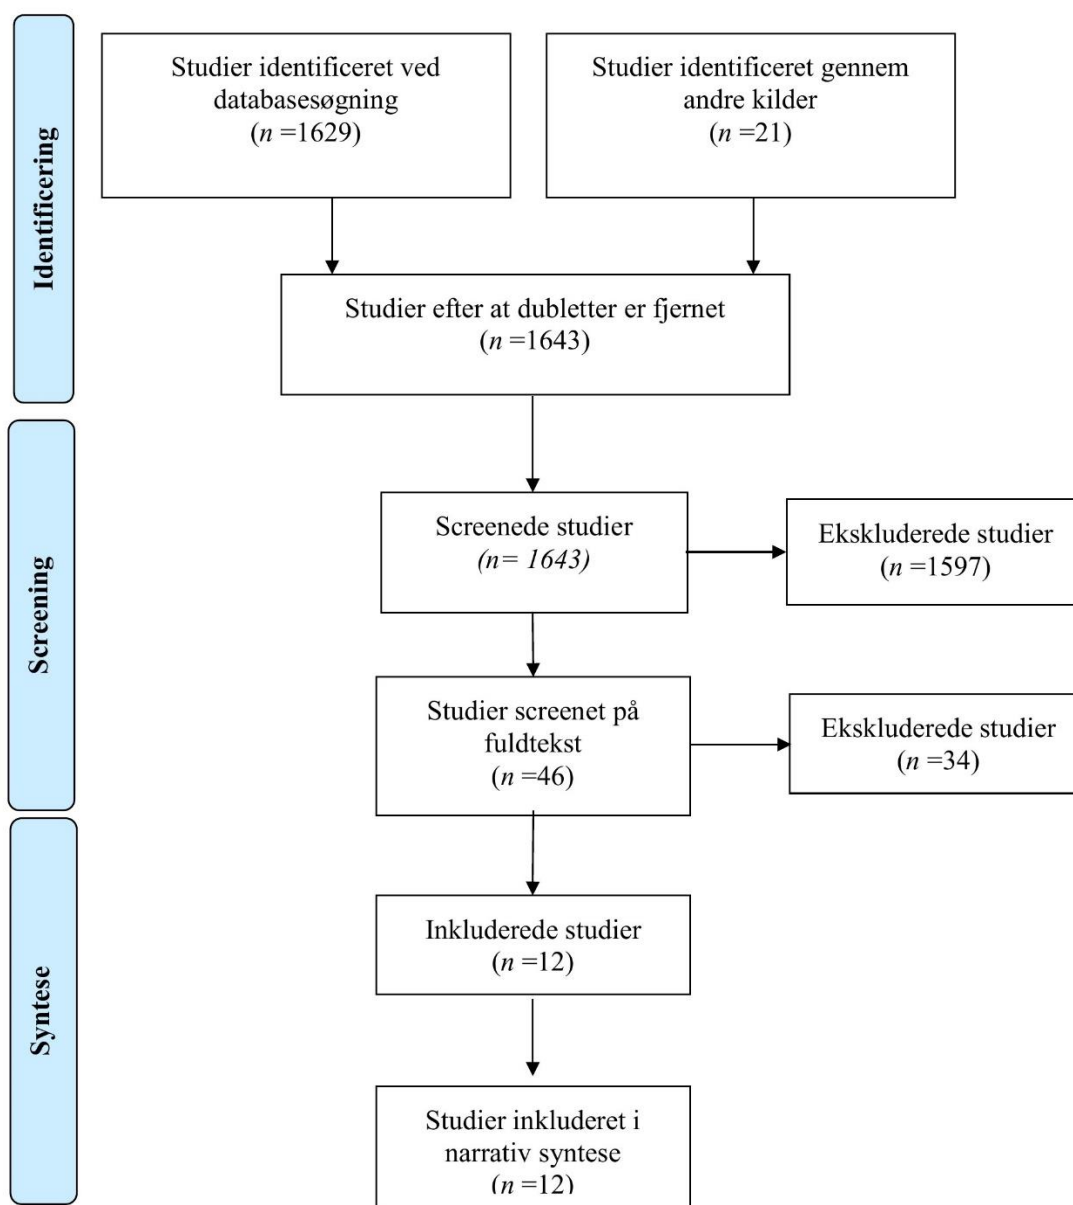 Identificering
Studier identificeret ved
databasesøgning
(n =1629)
Studier identificeret gennem
andre kilder
(n =21)
Studier efter at dubletter er fjernet
(n =1643)
Screening
Screenede studier
(n= 1643)
Ekskluderede studier
(n =1597)
Studier screenet på
fuldtekst
(n =46)
Ekskluderede studier
(n =34)
Syntese
Inkluderede studier
(n =12)
Studier inkluderet i
narrativ syntese
(n =12)